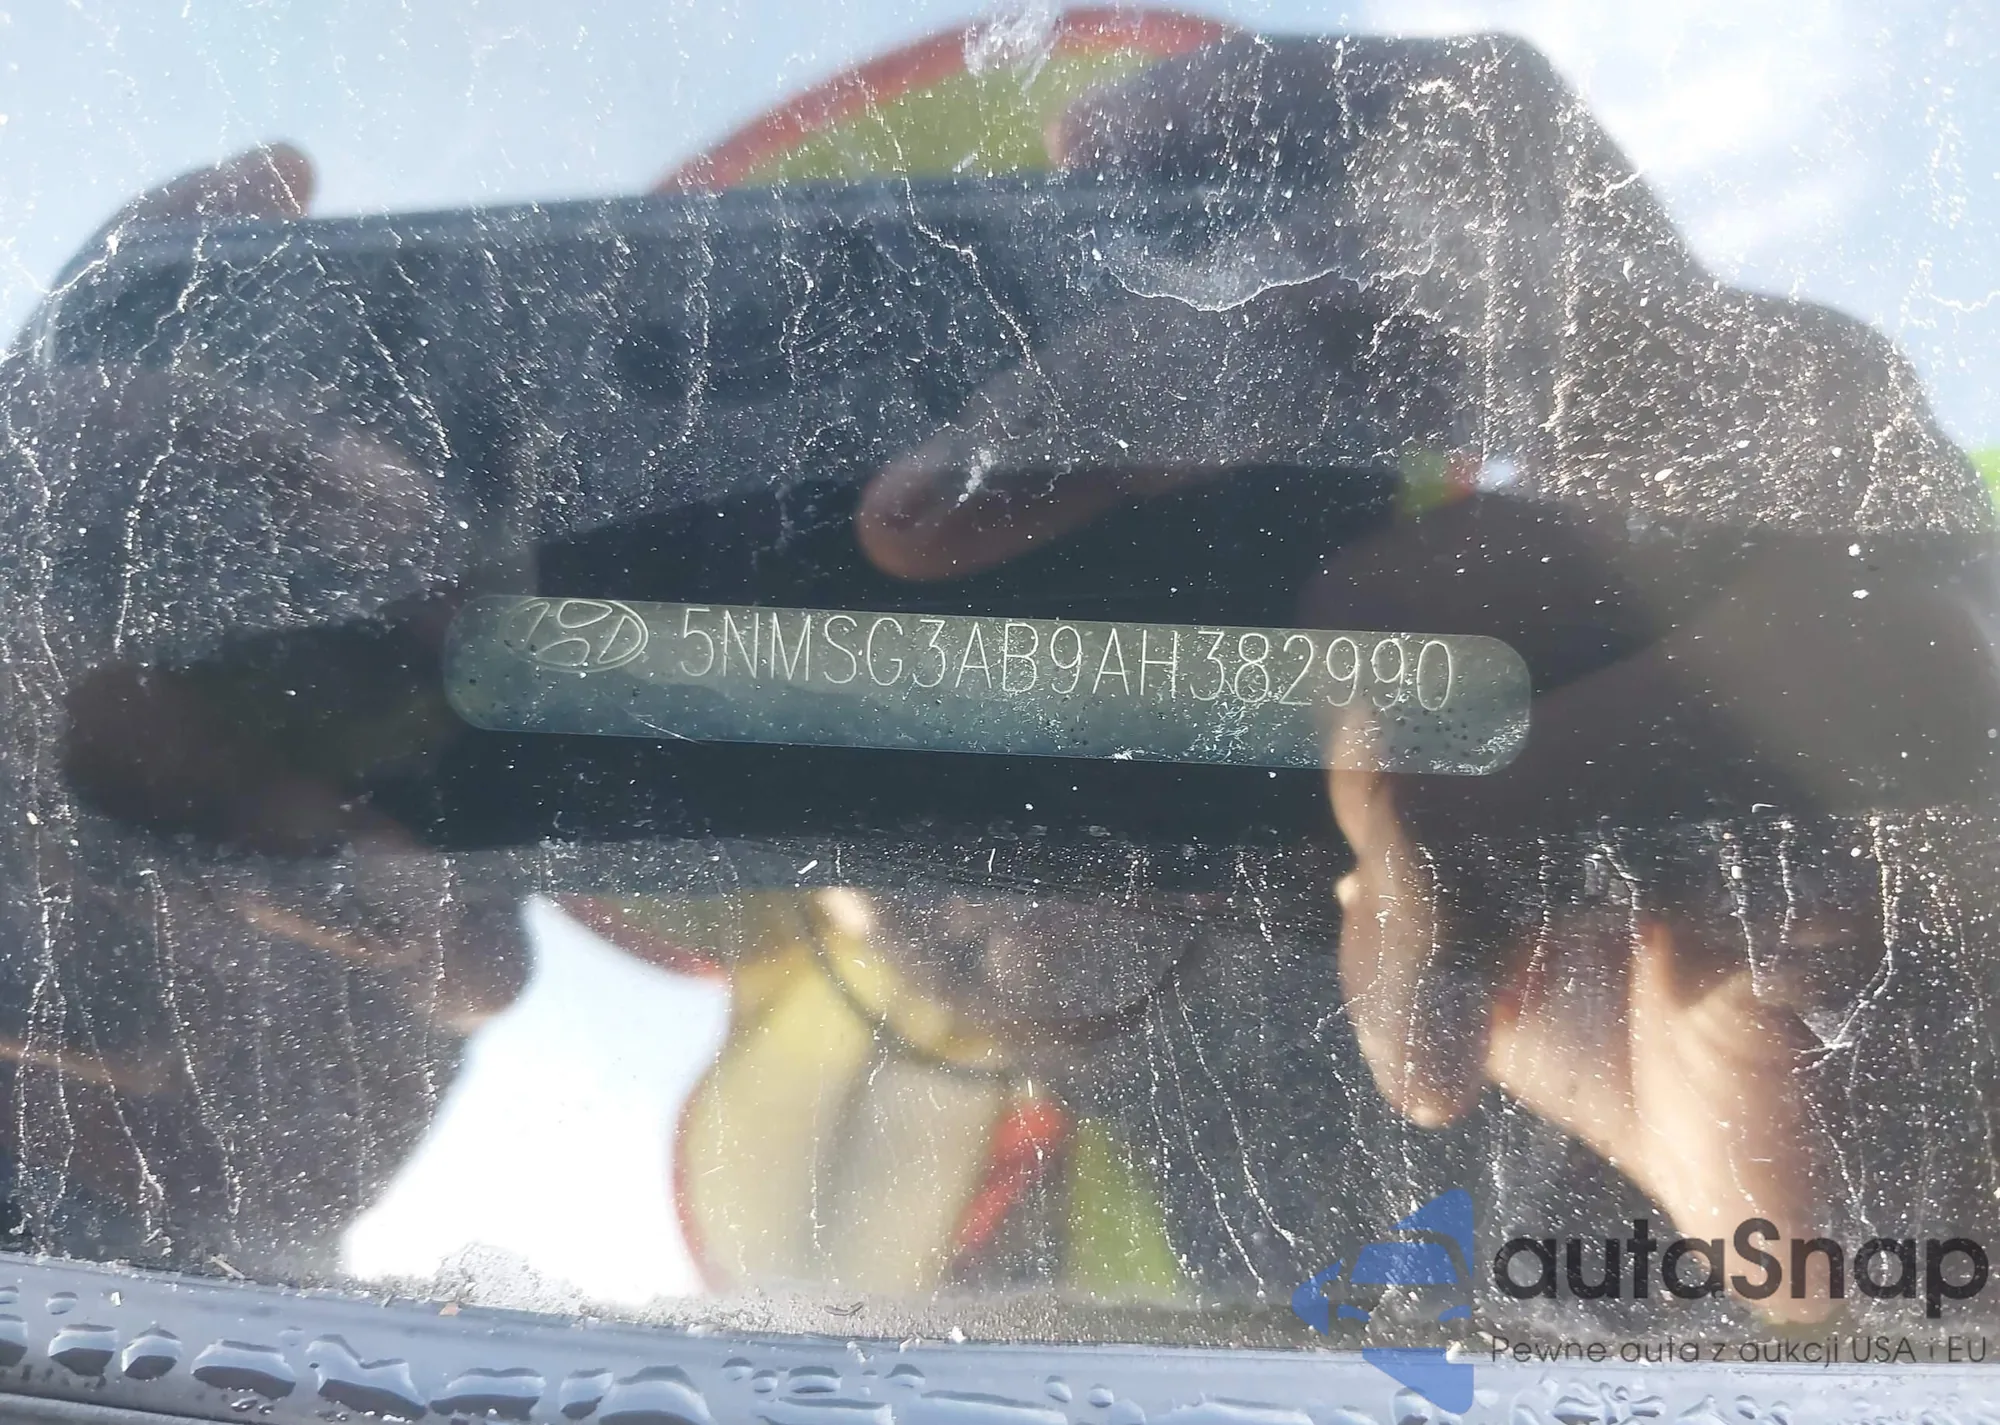 5NMSG3AB9AH382990
autaSnap
Pewne auta z aukcji USA i EU